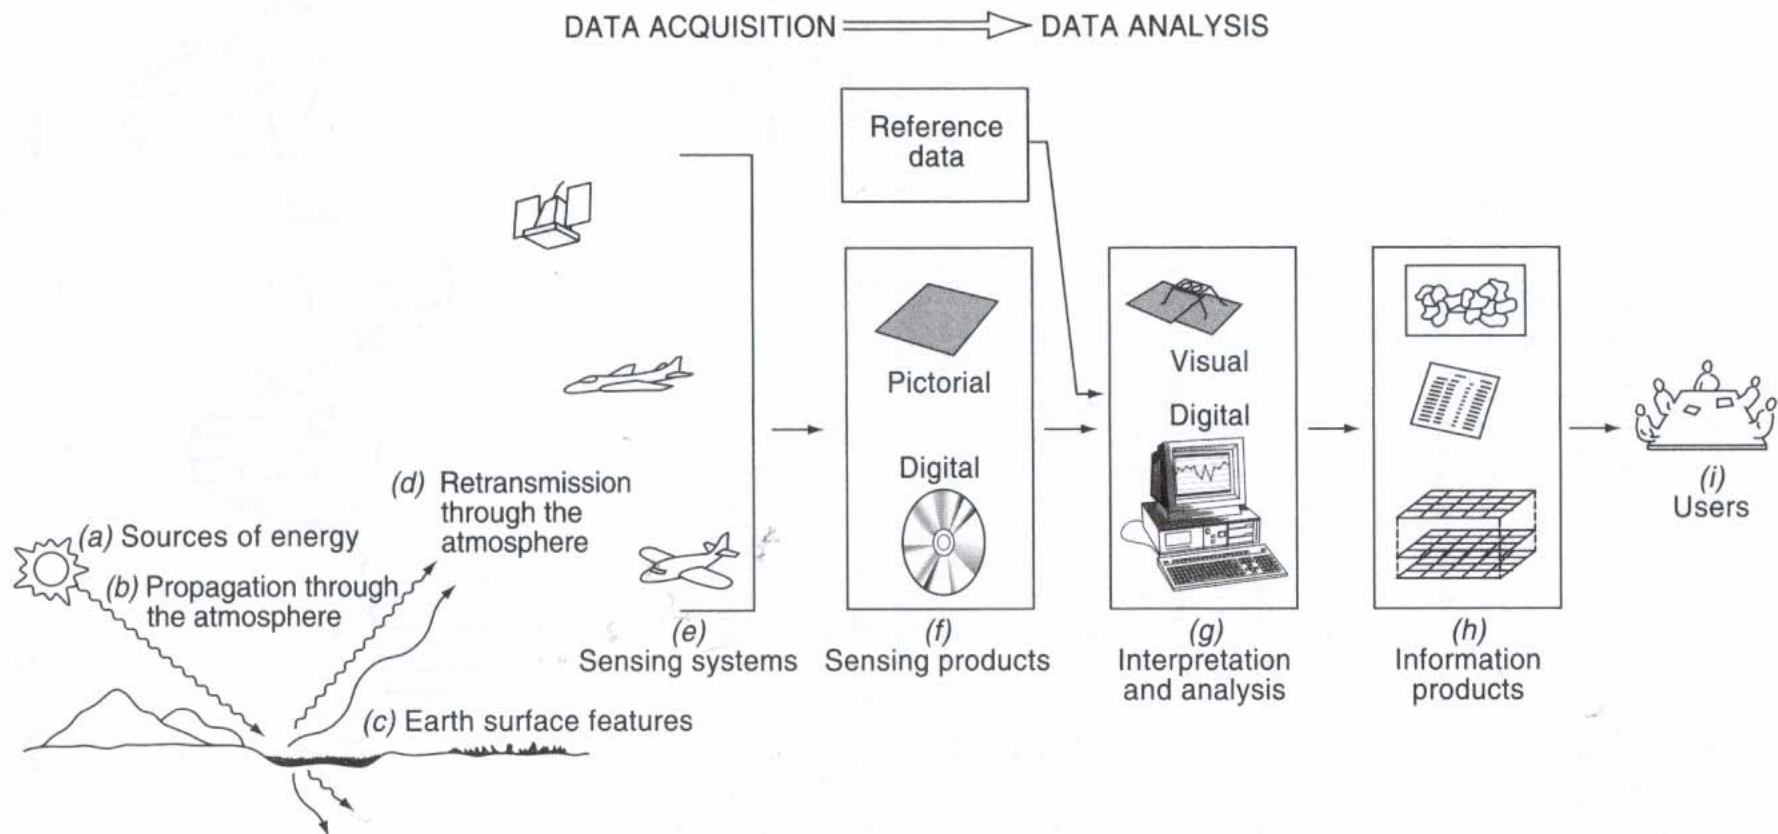 DATA ACQUISITION DATA ANALYSIS
Reference
data
Pictorial
Digital
Visual
Digital
(a) Sources of energy
(b) Propagation through
the atmosphere
(c) Earth surface features
(d) Retransmission
through the
atmosphere
(e)
Sensing systems
(f)
Sensing products
(g)
Interpretation
and analysis
(h)
Information
products
(i)
Users